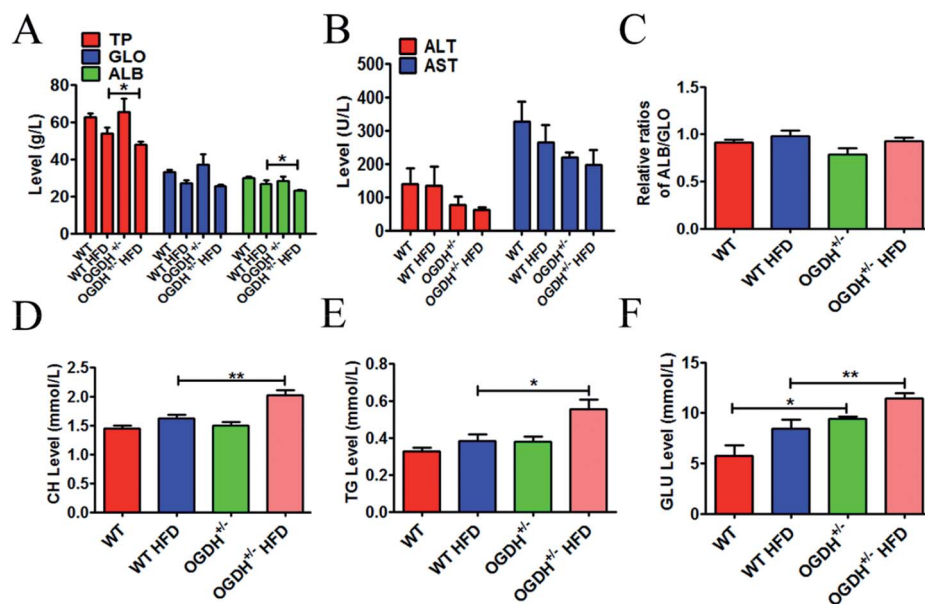 A
TP
GLO
ALB
Level (g/L)
80
60
40
20
0
*
*
WT
WT HFD
OGDH +/-
OGDH +/- HFD
WT
WT HFD
OGDH +/-
OGDH +/- HFD
WT
WT HFD
OGDH +/-
OGDH +/- HFD
B
ALT
AST
Level (U/L)
500
400
300
200
100
0
WT
WT HFD
OGDH+/-
OGDH+/- HFD
WT
WT HFD
OGDH+/-
OGDH+/- HFD
C
Relative ratios
of ALB/GLO
1.5
1.0
0.5
0.0
WT
WT HFD
OGDH+/-
OGDH+/- HFD
D
CH Level (mmol/L)
2.5
2.0
1.5
1.0
0.5
0.0
**
WT
WT HFD
OGDH+/-
OGDH+/- HFD
E
TG Level (mmol/L)
0.8
0.6
0.4
0.2
0.0
*
WT
WT HFD
OGDH+/-
OGDH+/- HFD
F
GLU Level (mmol/L)
15
10
5
0
*
**
WT
WT HFD
OGDH+/-
OGDH+/- HFD